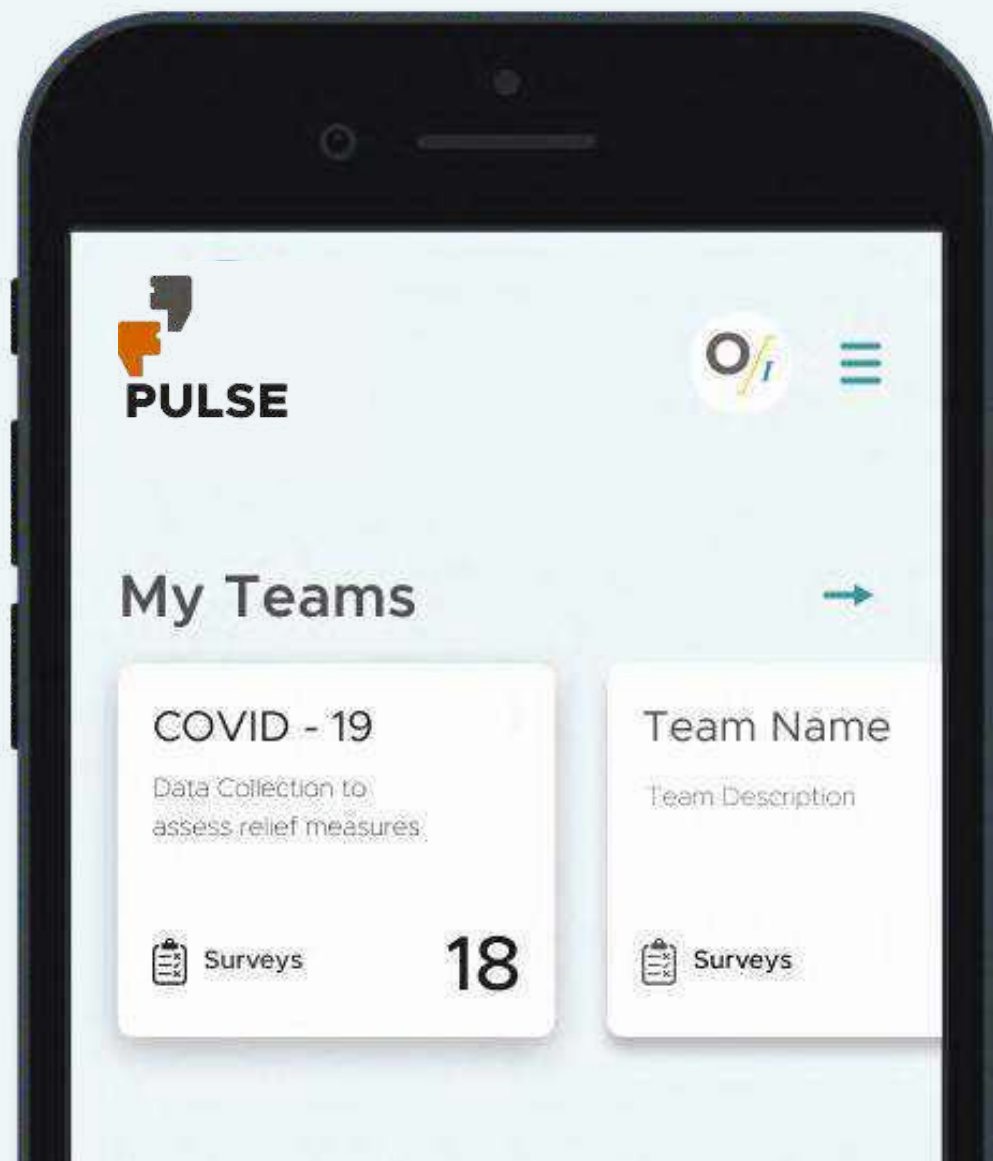 PULSE
O/I
My Teams
COVID - 19
Data Collection to
assess relief measures
Surveys
18
Team Name
Team Description
Surveys